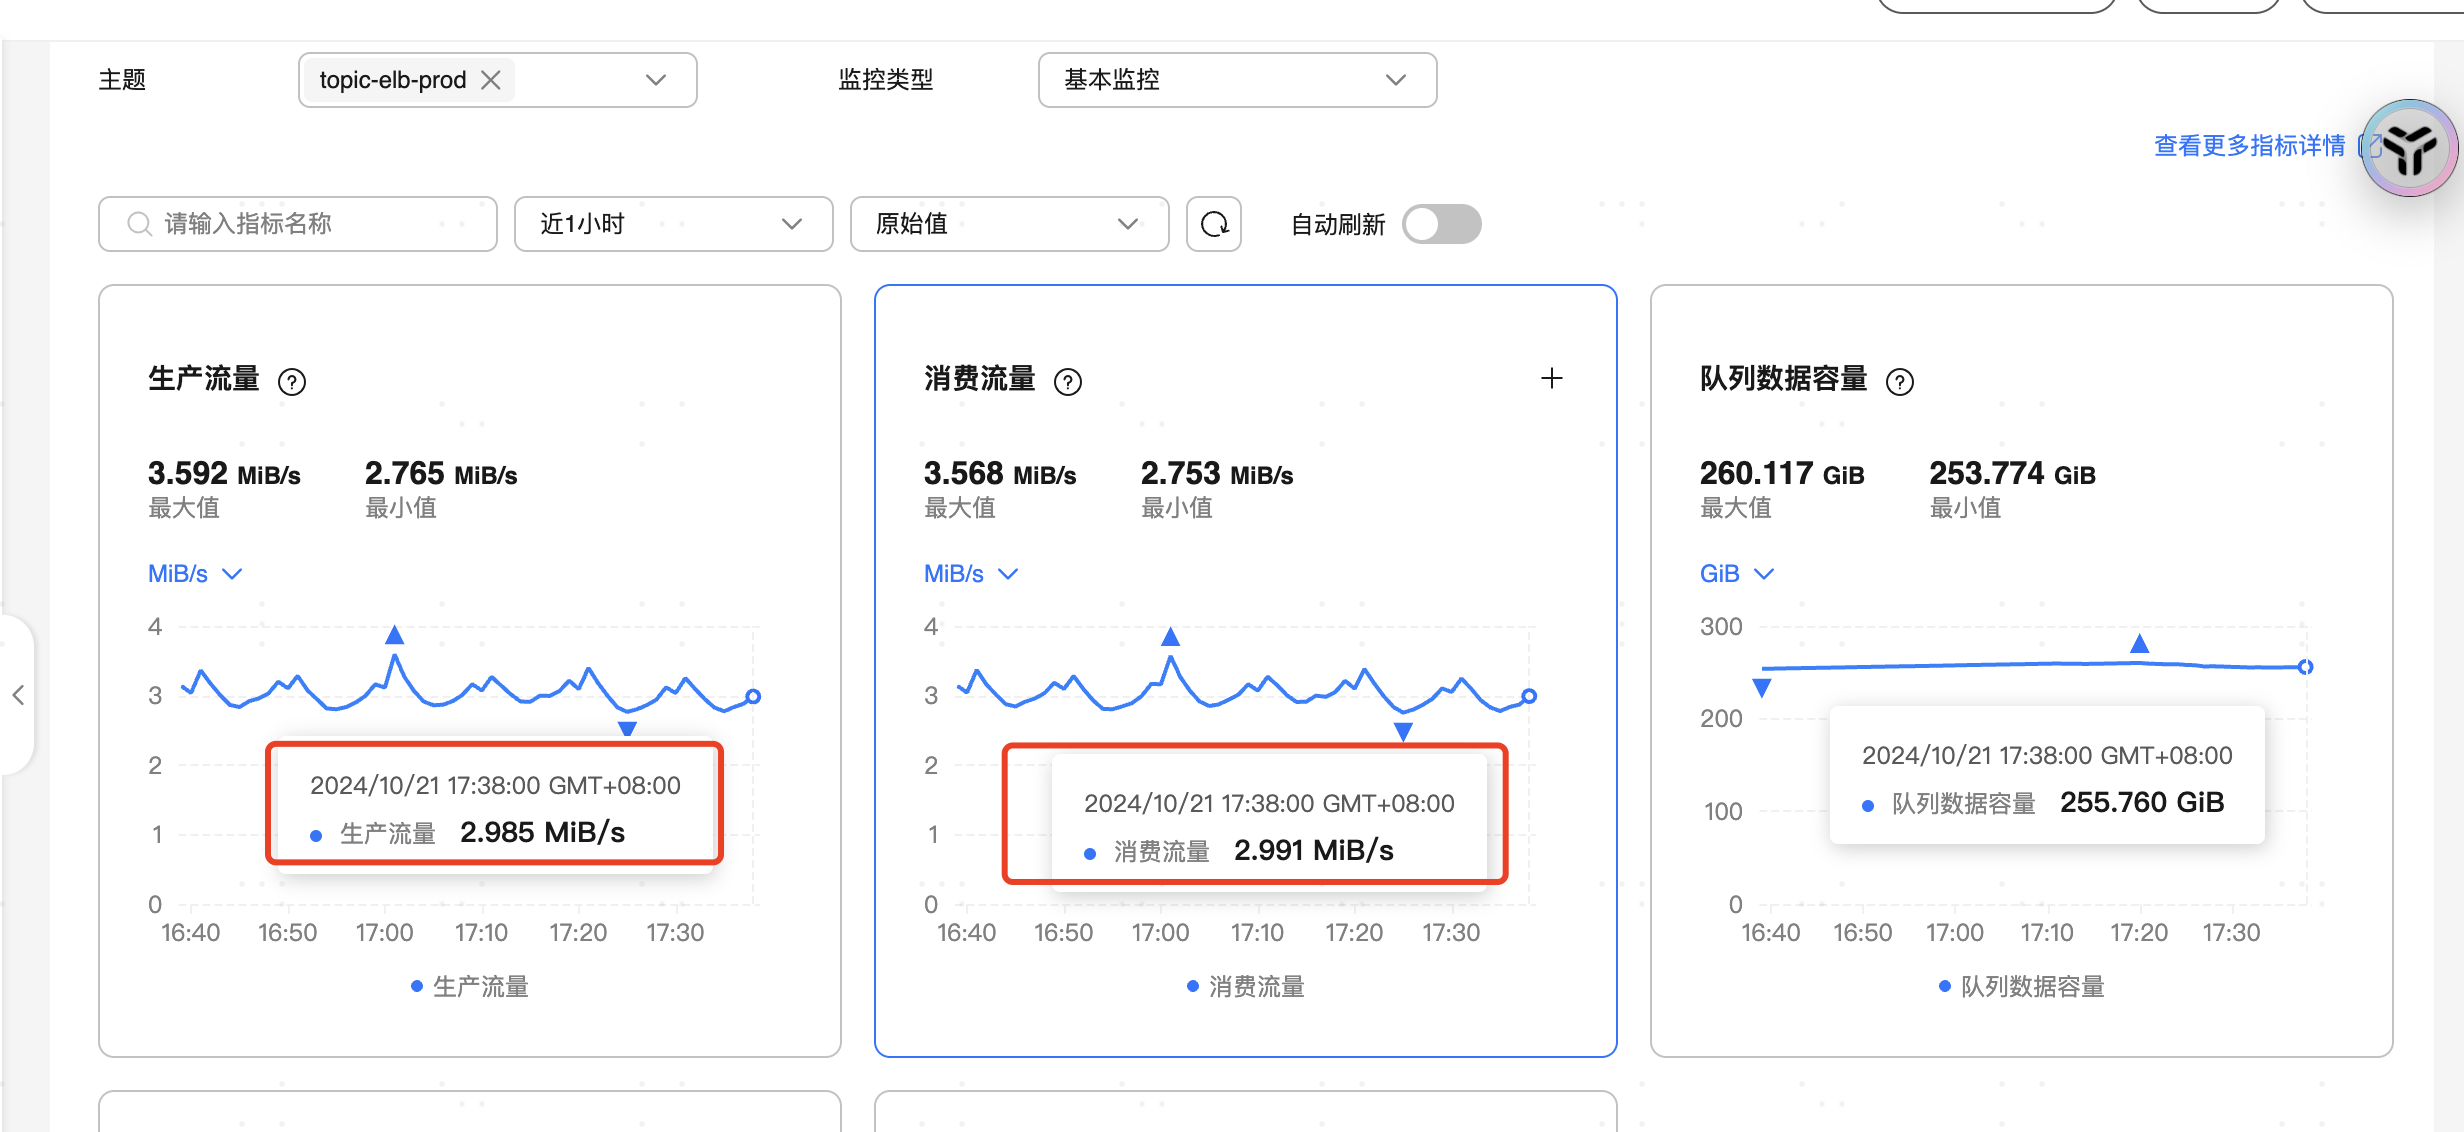 主题
topic-elb-prod
监控类型
基本监控
查看更多指标详情
请输入指标名称
近1小时
原始值
自动刷新
生产流量
3.592 MiB/s
2.765 MiB/s
最大值
最小值
MiB/s
4
3
2
1
0
2024/10/21 17:38:00 GMT+08:00
生产流量 2.985 MiB/s
16:40 16:50 17:00 17:10 17:20 17:30
生产流量
消费流量
3.568 MiB/s
2.753 MiB/s
最大值
最小值
MiB/s
4
3
2
1
0
2024/10/21 17:38:00 GMT+08:00
消费流量 2.991 MiB/s
16:40 16:50 17:00 17:10 17:20 17:30
消费流量
队列数据容量
260.117 GiB
253.774 GiB
最大值
最小值
GiB
300
200
100
0
2024/10/21 17:38:00 GMT+08:00
队列数据容量 255.760 GiB
16:40 16:50 17:00 17:10 17:20 17:30
队列数据容量